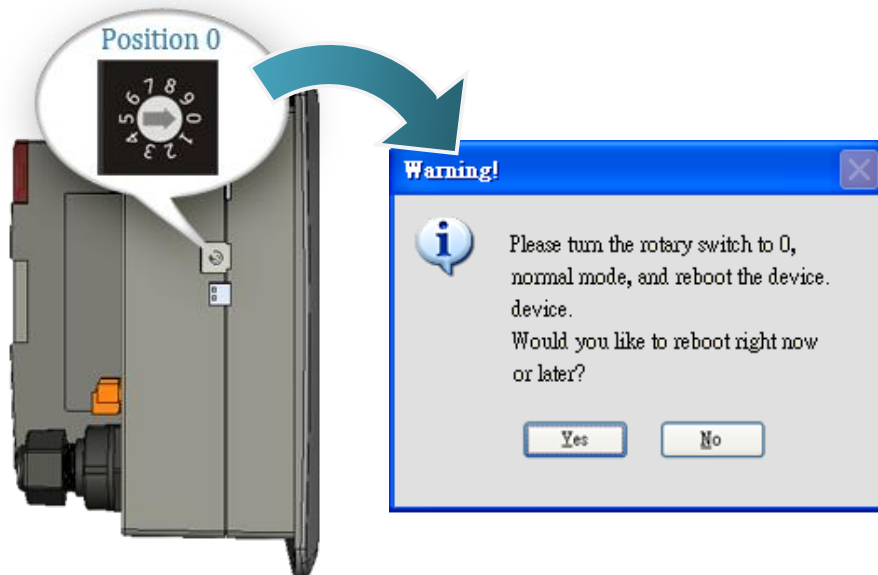 Position 0
0 1 2 3 4 5 6 7 8 9
Warning!
i
Please turn the rotary switch to 0,
normal mode, and reboot the device.
device.
Would you like to reboot right now
or later?
Yes
No